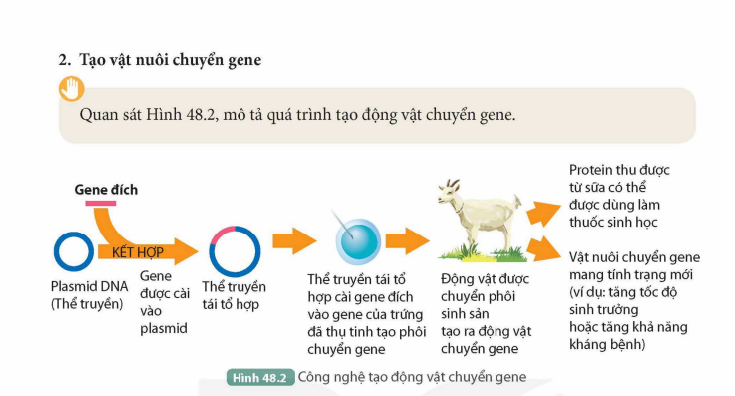 2. Tạo vật nuôi chuyển gene
Quan sát Hình 48.2, mô tả quá trình tạo động vật chuyển gene.
Gene đích
KẾT HỢP
Plasmid DNA
(Thể truyền)
Gene
được cài
vào
plasmid
Thể truyền
tái tổ hợp
Thể truyền tái tổ
hợp cài gene đích
vào gene của trứng
đã thụ tinh tạo phôi
chuyển gene
Động vật được
chuyển phôi
sinh sản
tạo ra động vật
chuyển gene
Protein thu được
từ sữa có thể
được dùng làm
thuốc sinh học
Vật nuôi chuyển gene
mang tính trạng mới
(ví dụ: tăng tốc độ
sinh trưởng
hoặc tăng khả năng
kháng bệnh)
Hình 48.2 Công nghệ tạo động vật chuyển gene